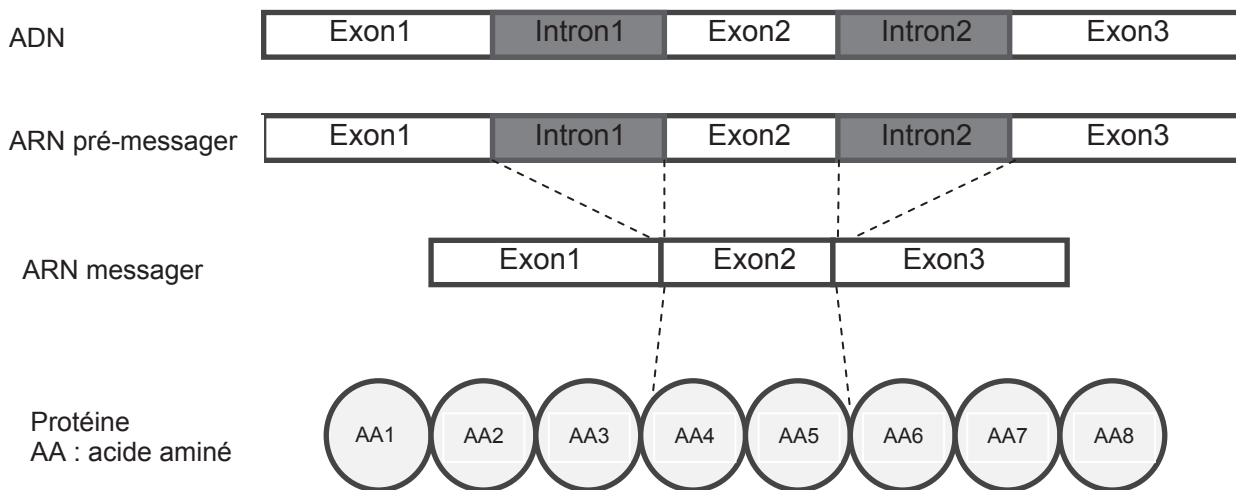 ADN Exon1 Intron1 Exon2 Intron2 Exon3
ARN pré-messager Exon1 Intron1 Exon2 Intron2 Exon3
ARN messager Exon1 Exon2 Exon3
Protéine
AA : acide aminé
AA1 AA2 AA3 AA4 AA5 AA6 AA7 AA8